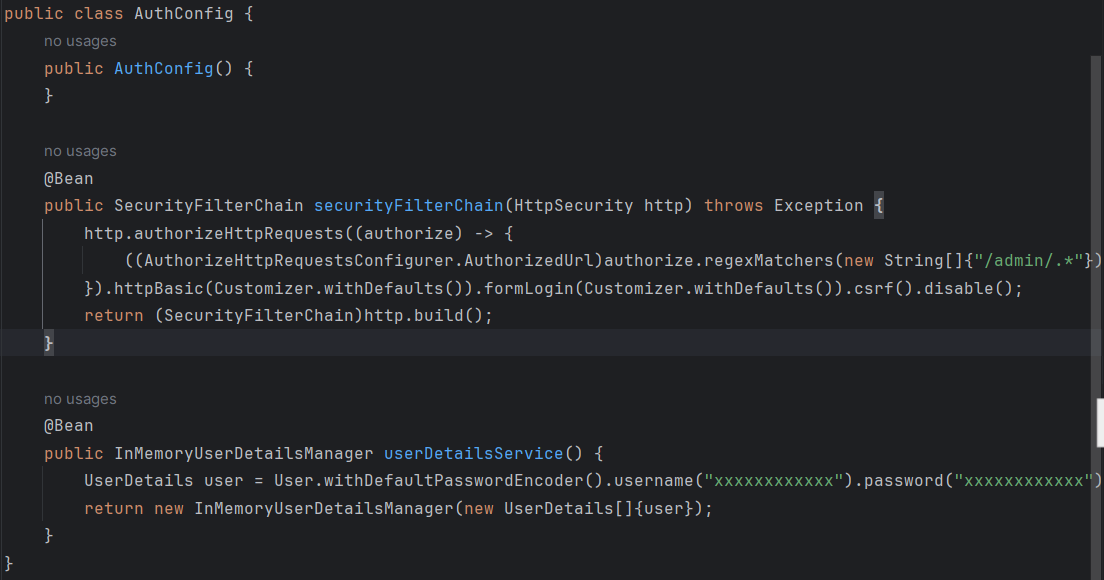 public class AuthConfig {
no usages
public AuthConfig() {
}
no usages
@Bean
public SecurityFilterChain securityFilterChain(HttpSecurity http) throws Exception {
http.authorizeHttpRequests((authorize) -> {
((AuthorizeHttpRequestsConfigurer.AuthorizedUrl)authorize.regexMatchers(new String[]{"/admin/.*"})
}).httpBasic(Customizer.withDefaults()).formLogin(Customizer.withDefaults()).csrf().disable();
return (SecurityFilterChain)http.build();
}
no usages
@Bean
public InMemoryUserDetailsManager userDetailsService() {
UserDetails user = User.withDefaultPasswordEncoder().username("xxxxxxxxxxxx").password("xxxxxxxxxxxx")
return new InMemoryUserDetailsManager(new UserDetails[]{user});
}
}